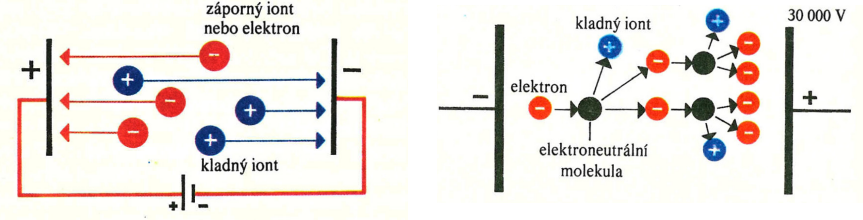 záporný iont
nebo elektron
+
−
−
+
−
+
−
+
kladný iont
+
−
30 000 V
kladný iont
+
+
−
−
−
elektron
−
−
−
−
+
−
+
elektroneutrální
molekula